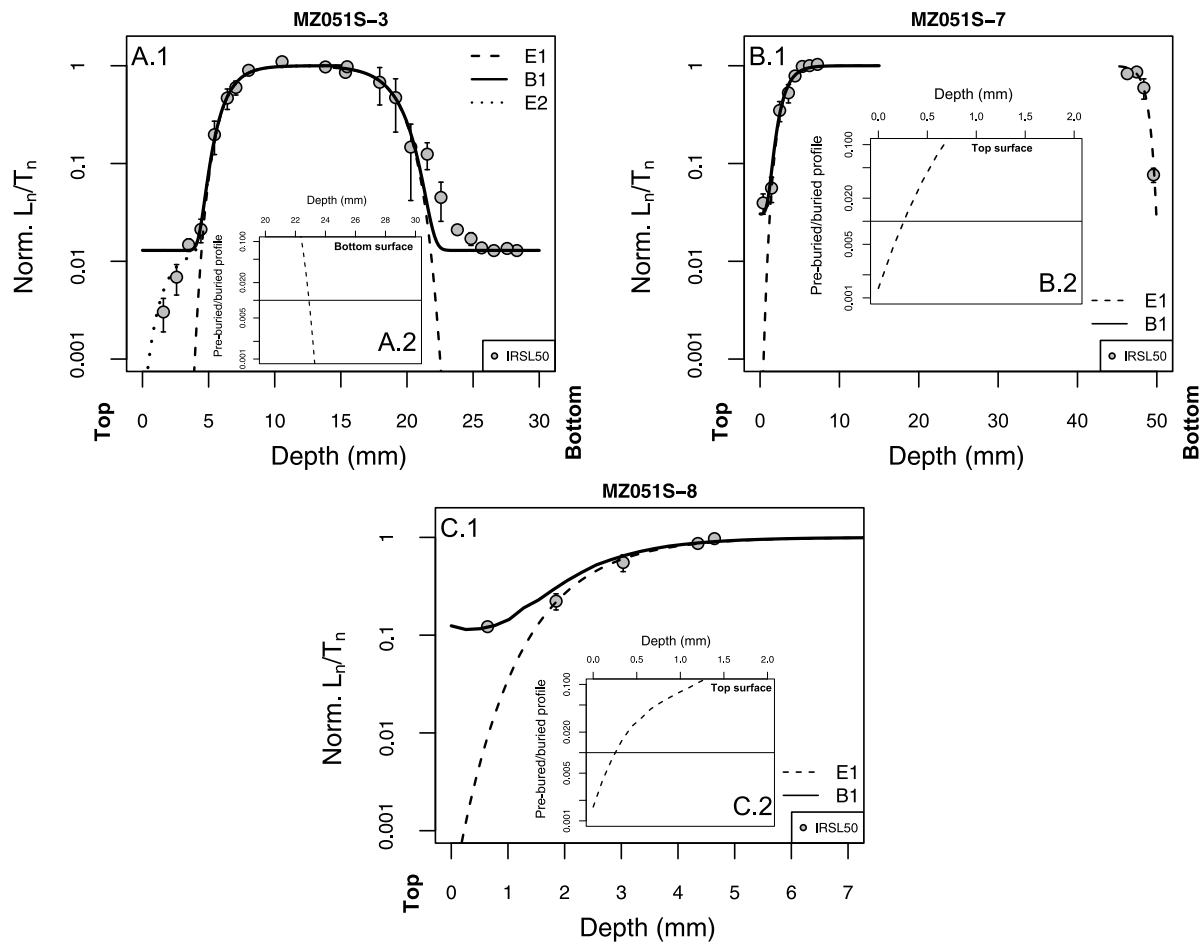 MZ051S-3
A.1
E1
B1
E2
Norm. Ln/Tn
1
0.1
0.01
0.001
Depth (mm)
20 22 24 26 28 30
Bottom surface
Pre-buried/buried profile
0.100
0.020
0.005
0.001
A.2
IRSL50
0 5 10 15 20 25 30
Top
Depth (mm)
Bottom
MZ051S-7
B.1
Norm. Ln/Tn
1
0.1
0.01
0.001
Depth (mm)
0.0 0.5 1.0 1.5 2.0
Top surface
Pre-buried/buried profile
0.100
0.020
0.005
0.001
B.2
E1
B1
IRSL50
0 10 20 30 40 50
Top
Depth (mm)
Bottom
MZ051S-8
C.1
Norm. Ln/Tn
1
0.1
0.01
0.001
Depth (mm)
0.0 0.5 1.0 1.5 2.0
Top surface
Pre-bured/buried profile
0.100
0.020
0.005
0.001
C.2
E1
B1
IRSL50
0 1 2 3 4 5 6 7
Top
Depth (mm)